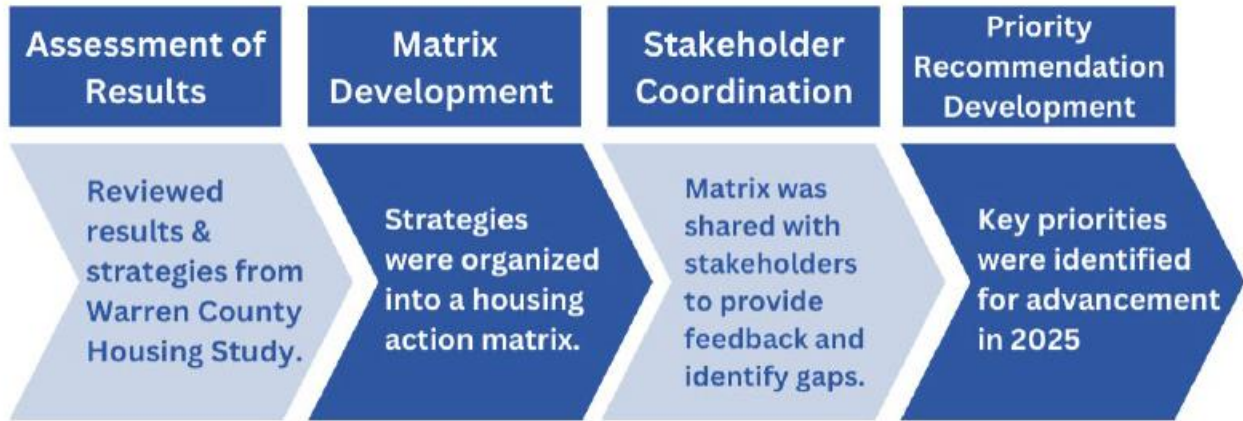 Assessment of
Results
Matrix
Development
Stakeholder
Coordination
Priority
Recommendation
Development
Reviewed
results &
strategies from
Warren County
Housing Study.
Strategies
were organized
into a housing
action matrix.
Matrix was
shared with
stakeholders
to provide
feedback and
identify gaps.
Key priorities
were identified
for advancement
in 2025